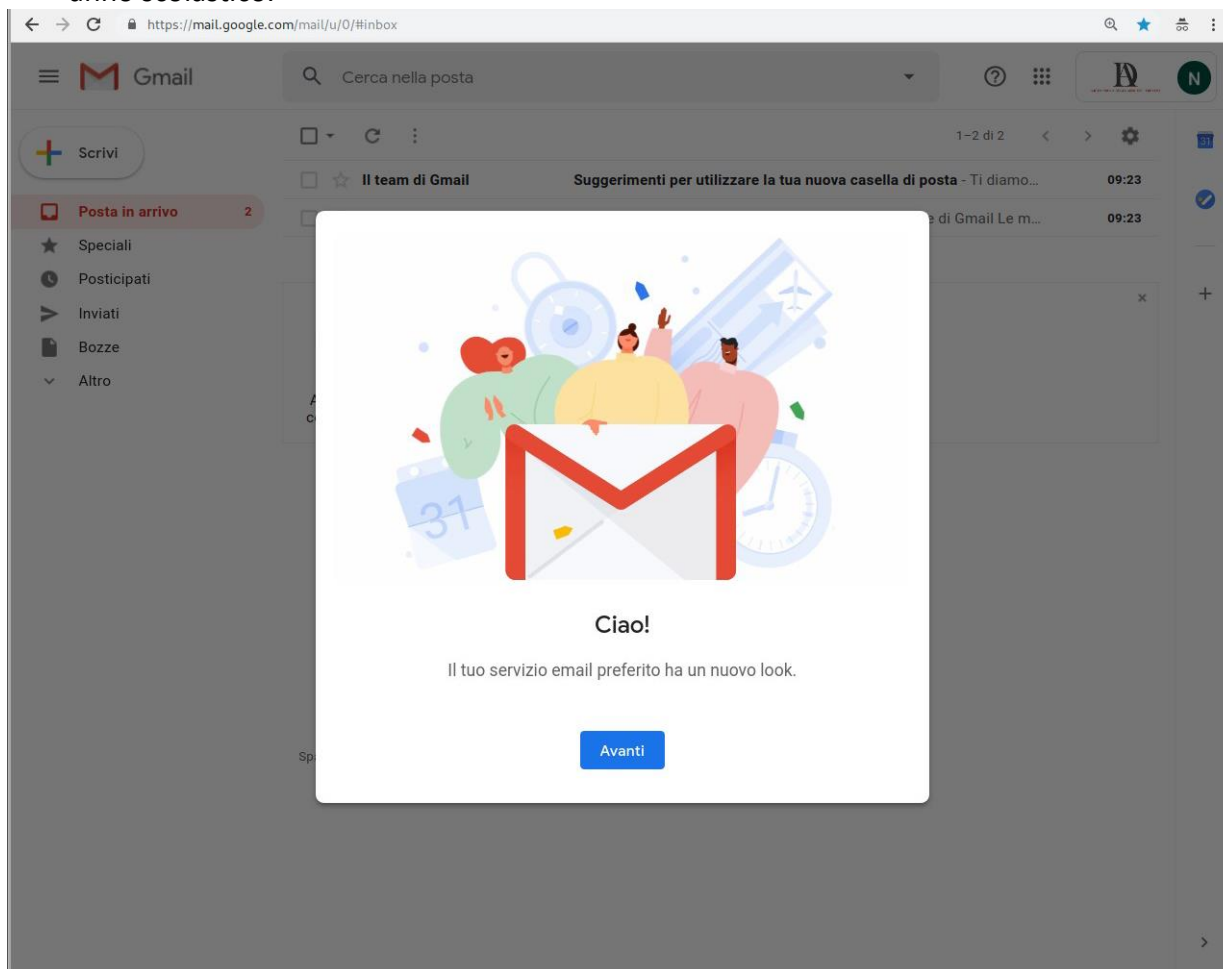 anno scolastico.
https://mail.google.com/mail/u/0/#inbox
Gmail
Cerca nella posta
N
Scrivi
1–2 di 2
31
Il team di Gmail Suggerimenti per utilizzare la tua nuova casella di posta - Ti diamo... 09:23
Posta in arrivo 2
di Gmail Le m... 09:23
Speciali
Posticipati
Inviati
Bozze
Altro
31
Ciao!
Il tuo servizio email preferito ha un nuovo look.
Avanti